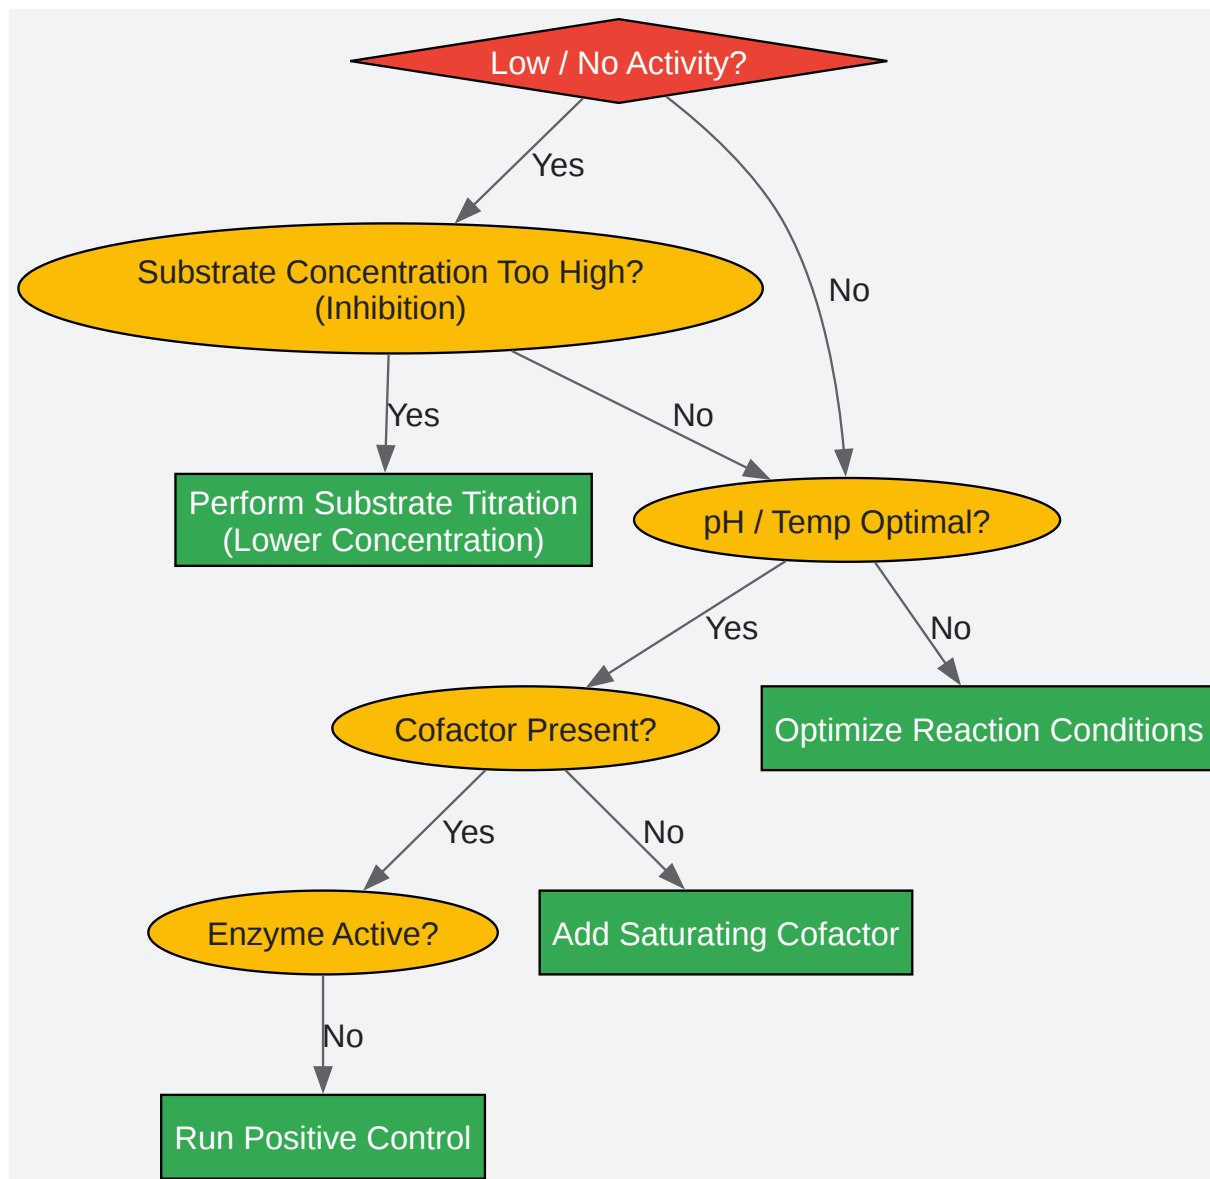 Low / No Activity?
Yes
Substrate Concentration Too High?
(Inhibition)
No
Yes
No
Perform Substrate Titration
(Lower Concentration)
pH / Temp Optimal?
Yes
No
Cofactor Present?
Optimize Reaction Conditions
Yes
No
Enzyme Active?
Add Saturating Cofactor
No
Run Positive Control